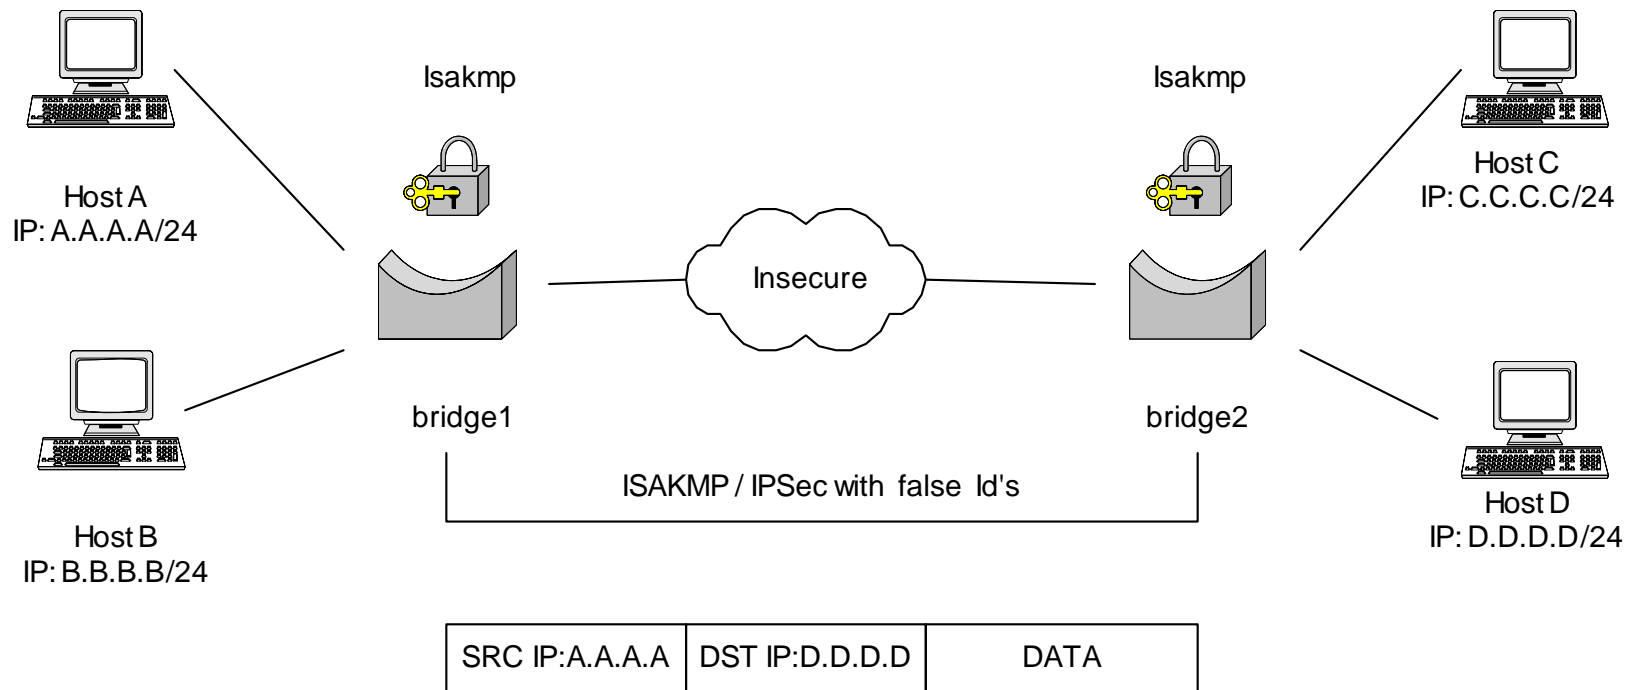 Isakmp
Isakmp
Host A
IP: A.A.A.A/24
Host C
IP: C.C.C.C/24
Insecure
bridge1
bridge2
ISAKMP / IPSec with false Id's
Host B
IP: B.B.B.B/24
Host D
IP: D.D.D.D/24
SRC IP:A.A.A.A
DST IP:D.D.D.D
DATA